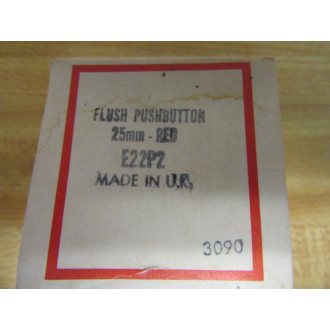 FLUSH PUSHBUTTON
25mm - RED
E22P2
MADE IN U.K.
3090